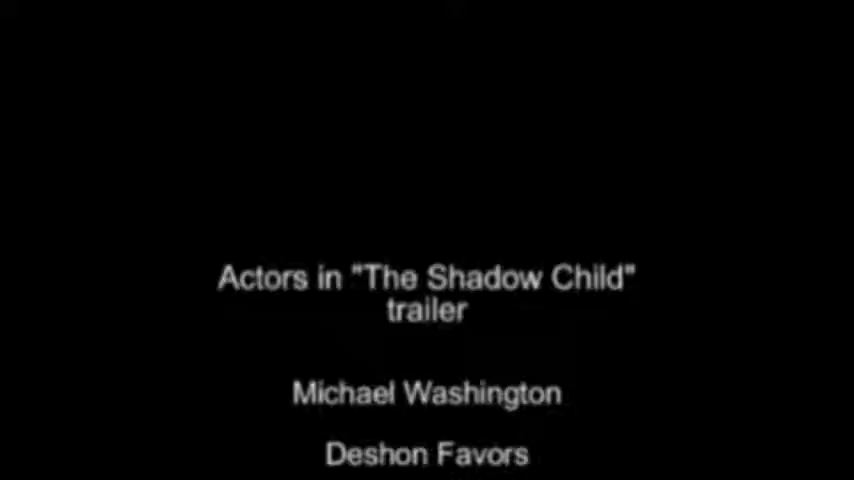 Actors in "The Shadow Child"
trailer
Michael Washington
Deshon Favors